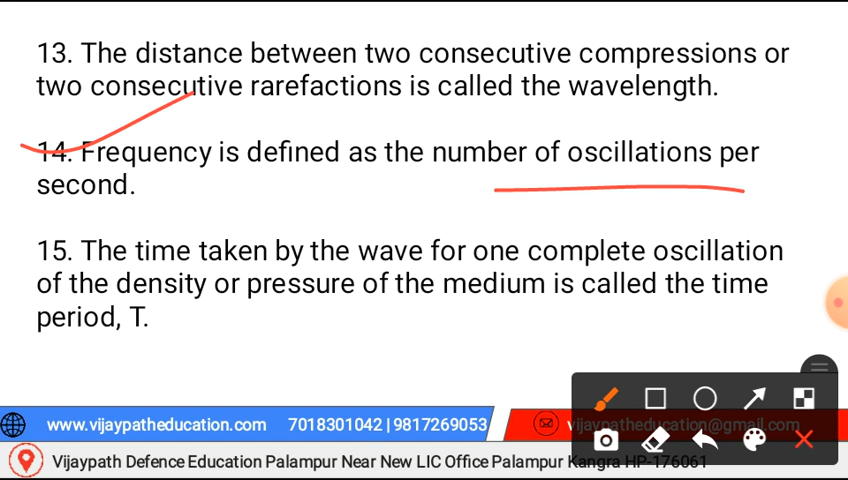 13. The distance between two consecutive compressions or
two consecutive rarefactions is called the wavelength.
14. Frequency is defined as the number of oscillations per
second.
15. The time taken by the wave for one complete oscillation
of the density or pressure of the medium is called the time
period, T.
www.vijaypatheducation.com 7018301042 | 9817269053 vijaypatheducation@gmail.com
Vijaypath Defence Education Palampur Near New LIC Office Palampur Kangra HP-176061